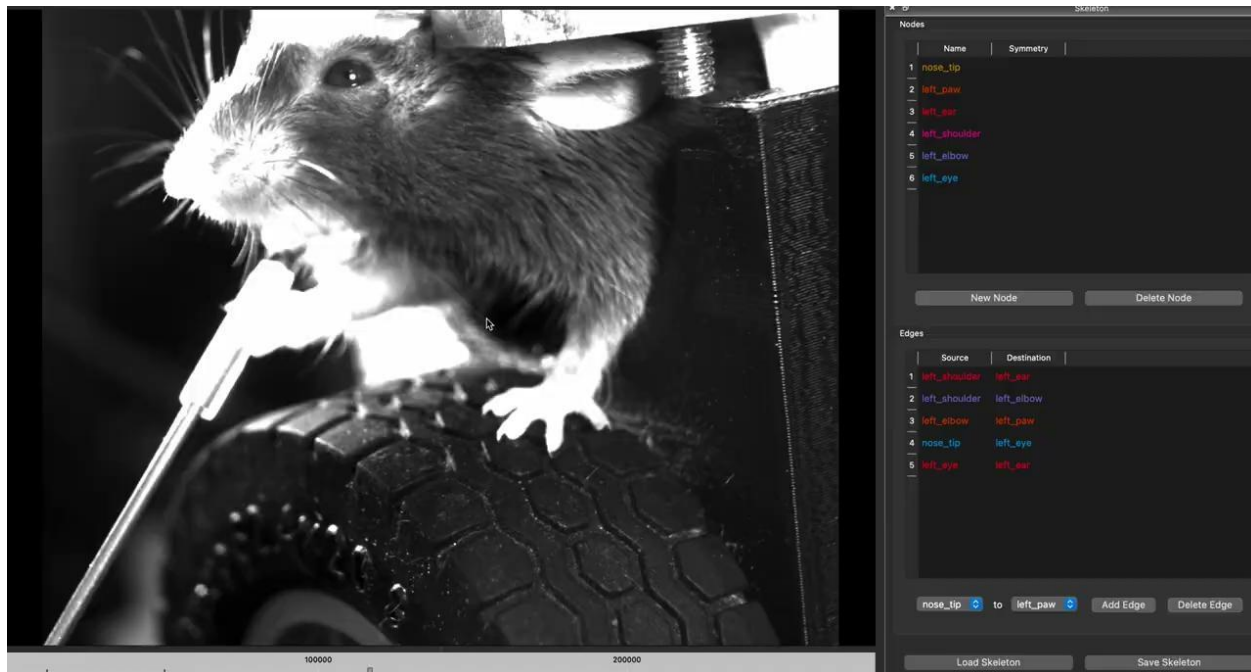 Skeleton
Nodes
Name Symmetry
1 nose_tip
2 left_paw
3 left_ear
4 left_shoulder
5 left_elbow
6 left_eye
New Node Delete Node
Edges
Source Destination
1 left_shoulder left_ear
2 left_shoulder left_elbow
3 left_elbow left_paw
4 nose_tip left_eye
5 left_eye left_ear
nose_tip to left_paw Add Edge Delete Edge
Load Skeleton Save Skeleton
100000 200000